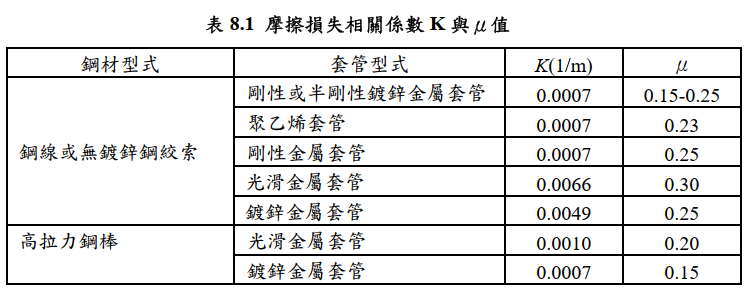 表 8.1 摩擦損失相關係數 K 與 μ 值
鋼材型式 套管型式 K(1/m) μ
鋼線或無鍍鋅鋼絞索 剛性或半剛性鍍鋅金屬套管 0.0007 0.15-0.25
聚乙烯套管 0.0007 0.23
剛性金屬套管 0.0007 0.25
光滑金屬套管 0.0066 0.30
鍍鋅金屬套管 0.0049 0.25
高拉力鋼棒 光滑金屬套管 0.0010 0.20
鍍鋅金屬套管 0.0007 0.15